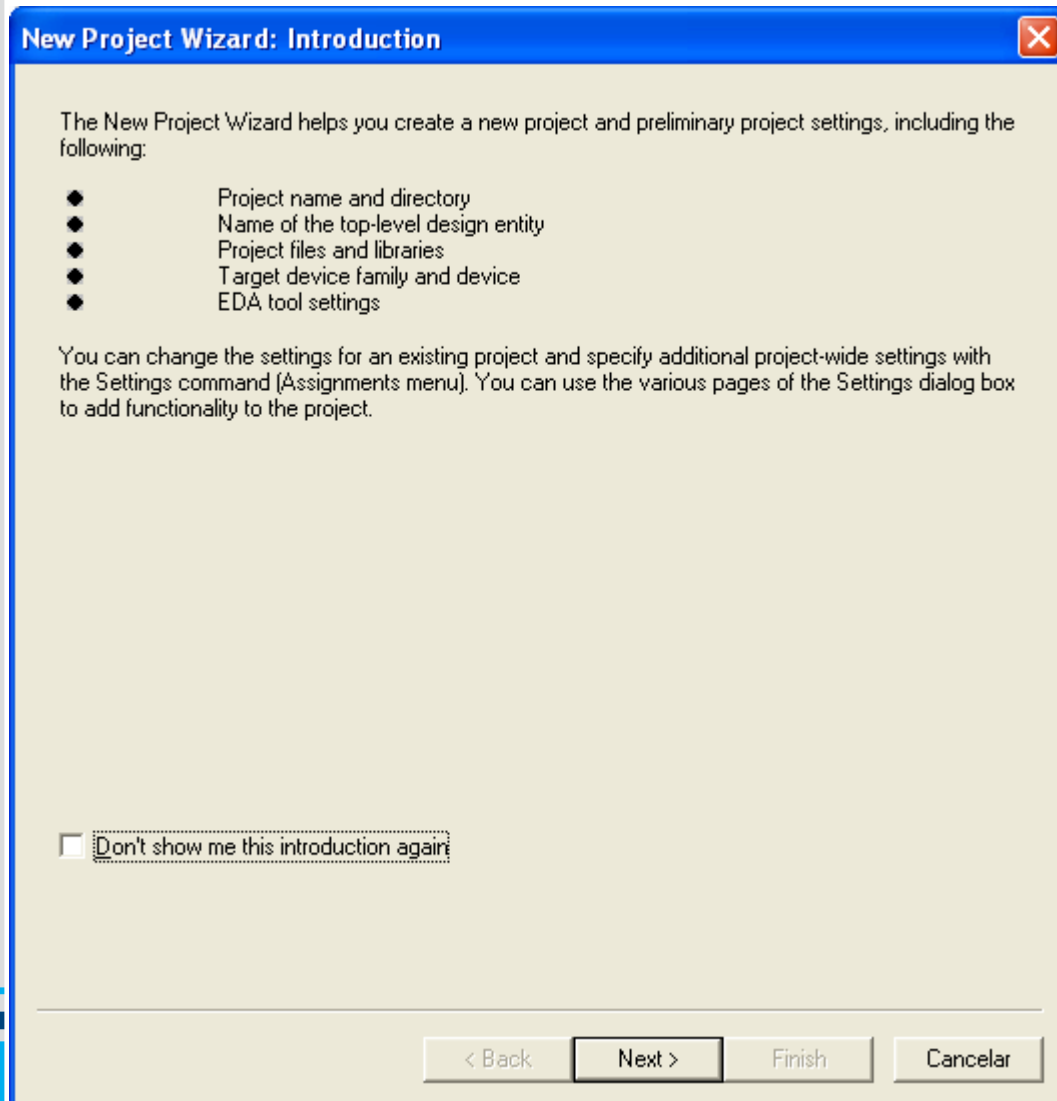 New Project Wizard: Introduction
The New Project Wizard helps you create a new project and preliminary project settings, including the
following:
Project name and directory
Name of the top-level design entity
Project files and libraries
Target device family and device
EDA tool settings
You can change the settings for an existing project and specify additional project-wide settings with
the Settings command (Assignments menu). You can use the various pages of the Settings dialog box
to add functionality to the project.
Don't show me this introduction again
< Back Next > Finish Cancelar